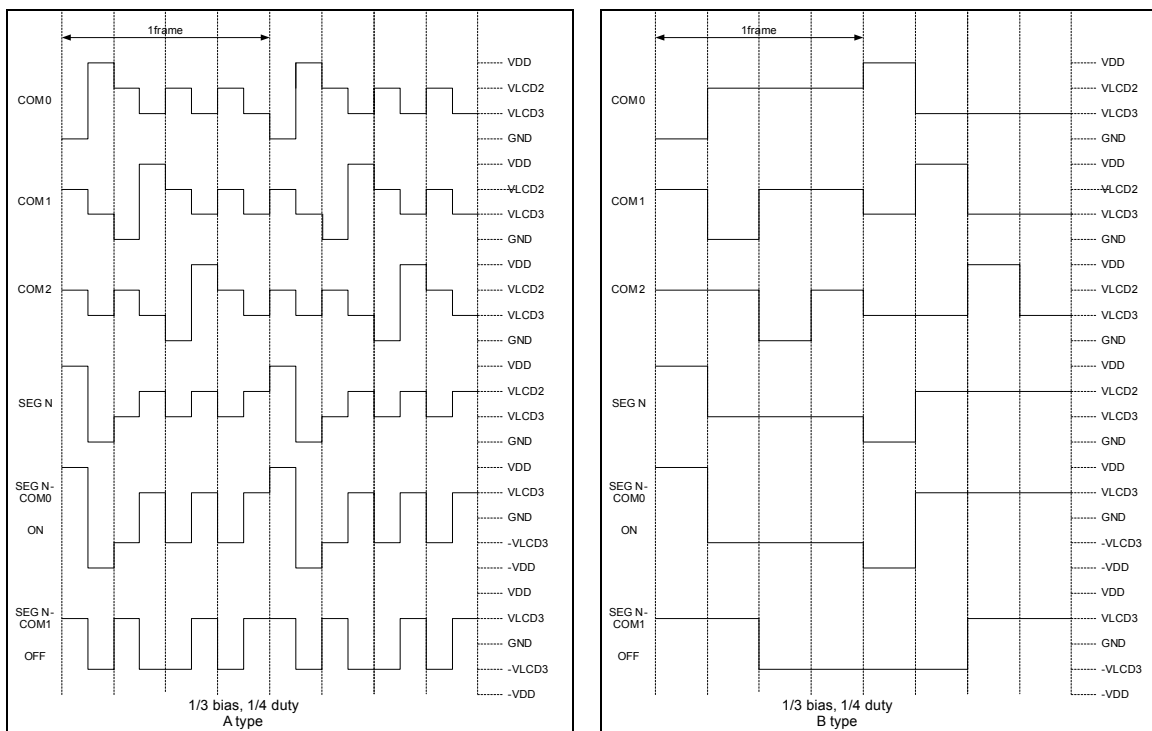 1frame
COM0
VDD
VLCD2
VLCD3
GND
COM1
VDD
VLCD2
VLCD3
GND
COM2
VDD
VLCD2
VLCD3
GND
SEG N
VDD
VLCD2
VLCD3
GND
SEG N-
COM0
ON
VDD
VLCD3
GND
-VLCD3
-VDD
SEG N-
COM1
OFF
VDD
VLCD3
GND
-VLCD3
-VDD
1/3 bias, 1/4 duty
A type
1frame
COM0
VDD
VLCD2
VLCD3
GND
COM1
VDD
VLCD2
VLCD3
GND
COM2
VDD
VLCD2
VLCD3
GND
SEG N
VDD
VLCD2
VLCD3
GND
SEG N-
COM0
ON
VDD
VLCD3
GND
-VLCD3
-VDD
SEG N-
COM1
OFF
VDD
VLCD3
GND
-VLCD3
-VDD
1/3 bias, 1/4 duty
B type